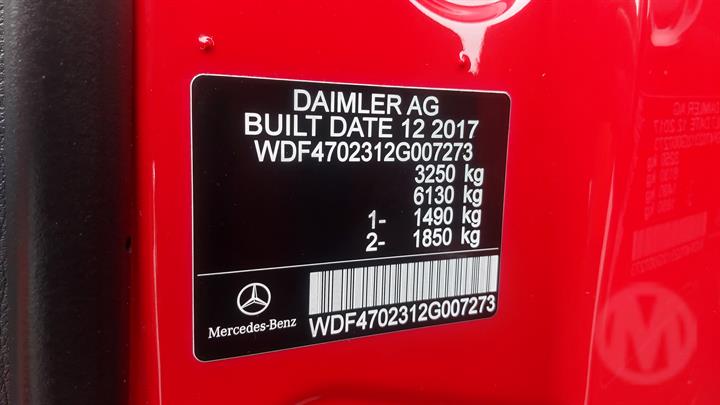 DAIMLER AG
BUILT DATE 12 2017
WDF4702312G007273
3250 kg
6130 kg
1- 1490 kg
2- 1850 kg
Mercedes-Benz
WDF4702312G007273
M